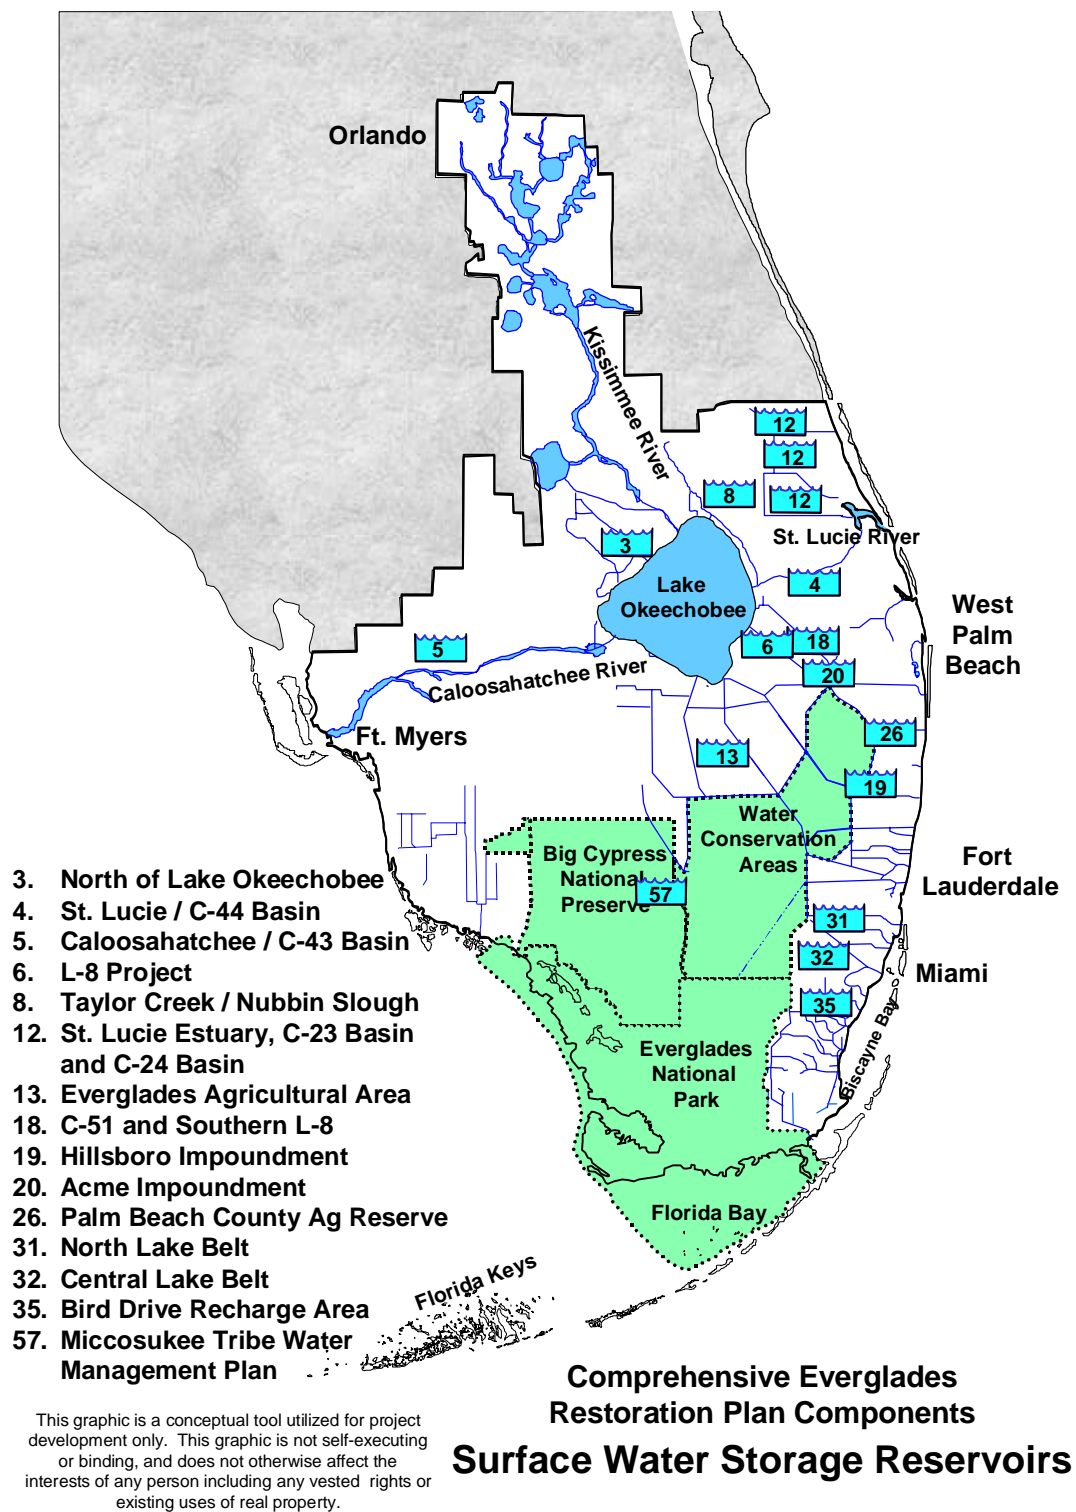 Orlando
Kissimmee River
12
12
8
12
St. Lucie River
3
Lake
Okeechobee
4
West
Palm
Beach
5
6
18
20
Caloosahatchee River
Ft. Myers
26
13
19
Water
Conservation
Areas
Big Cypress
National
Preserve
57
Fort
Lauderdale
31
32
Miami
35
Biscayne Bay
Everglades
National
Park
Florida Bay
Florida Keys
3. North of Lake Okeechobee
4. St. Lucie / C-44 Basin
5. Caloosahatchee / C-43 Basin
6. L-8 Project
8. Taylor Creek / Nubbin Slough
12. St. Lucie Estuary, C-23 Basin
and C-24 Basin
13. Everglades Agricultural Area
18. C-51 and Southern L-8
19. Hillsboro Impoundment
20. Acme Impoundment
26. Palm Beach County Ag Reserve
31. North Lake Belt
32. Central Lake Belt
35. Bird Drive Recharge Area
57. Miccosukee Tribe Water
Management Plan
This graphic is a conceptual tool utilized for project
development only. This graphic is not self-executing
or binding, and does not otherwise affect the
interests of any person including any vested rights or
existing uses of real property.
Comprehensive Everglades
Restoration Plan Components
Surface Water Storage Reservoirs